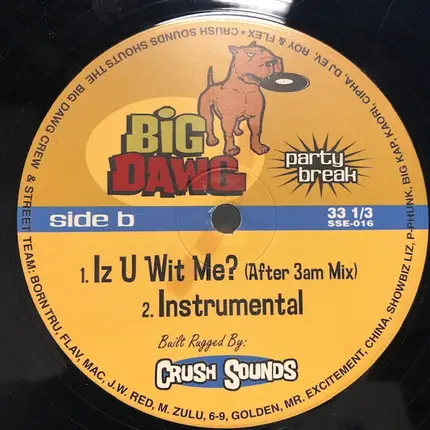 BiG
DAWG
party
break
side b
33 1/3
SSE-016
1. Iz U Wit Me? (After 3am Mix)
2. Instrumental
Built Rugged By:
CRUSH SOUNDS
CRUSH SOUNDS SHOUTS THE BIG DAWG CREW & STREET TEAM: BORN TRU, FLAV, MAC, J.W. RED, M. ZULU, 6-9, GOLDEN, MR. EXCITEMENT, CHINA, SHOWBIZ LIZ, P-PHUNK, BIG KAP, KAORI, CIPHA, DJ EV, ROY & FLEX •